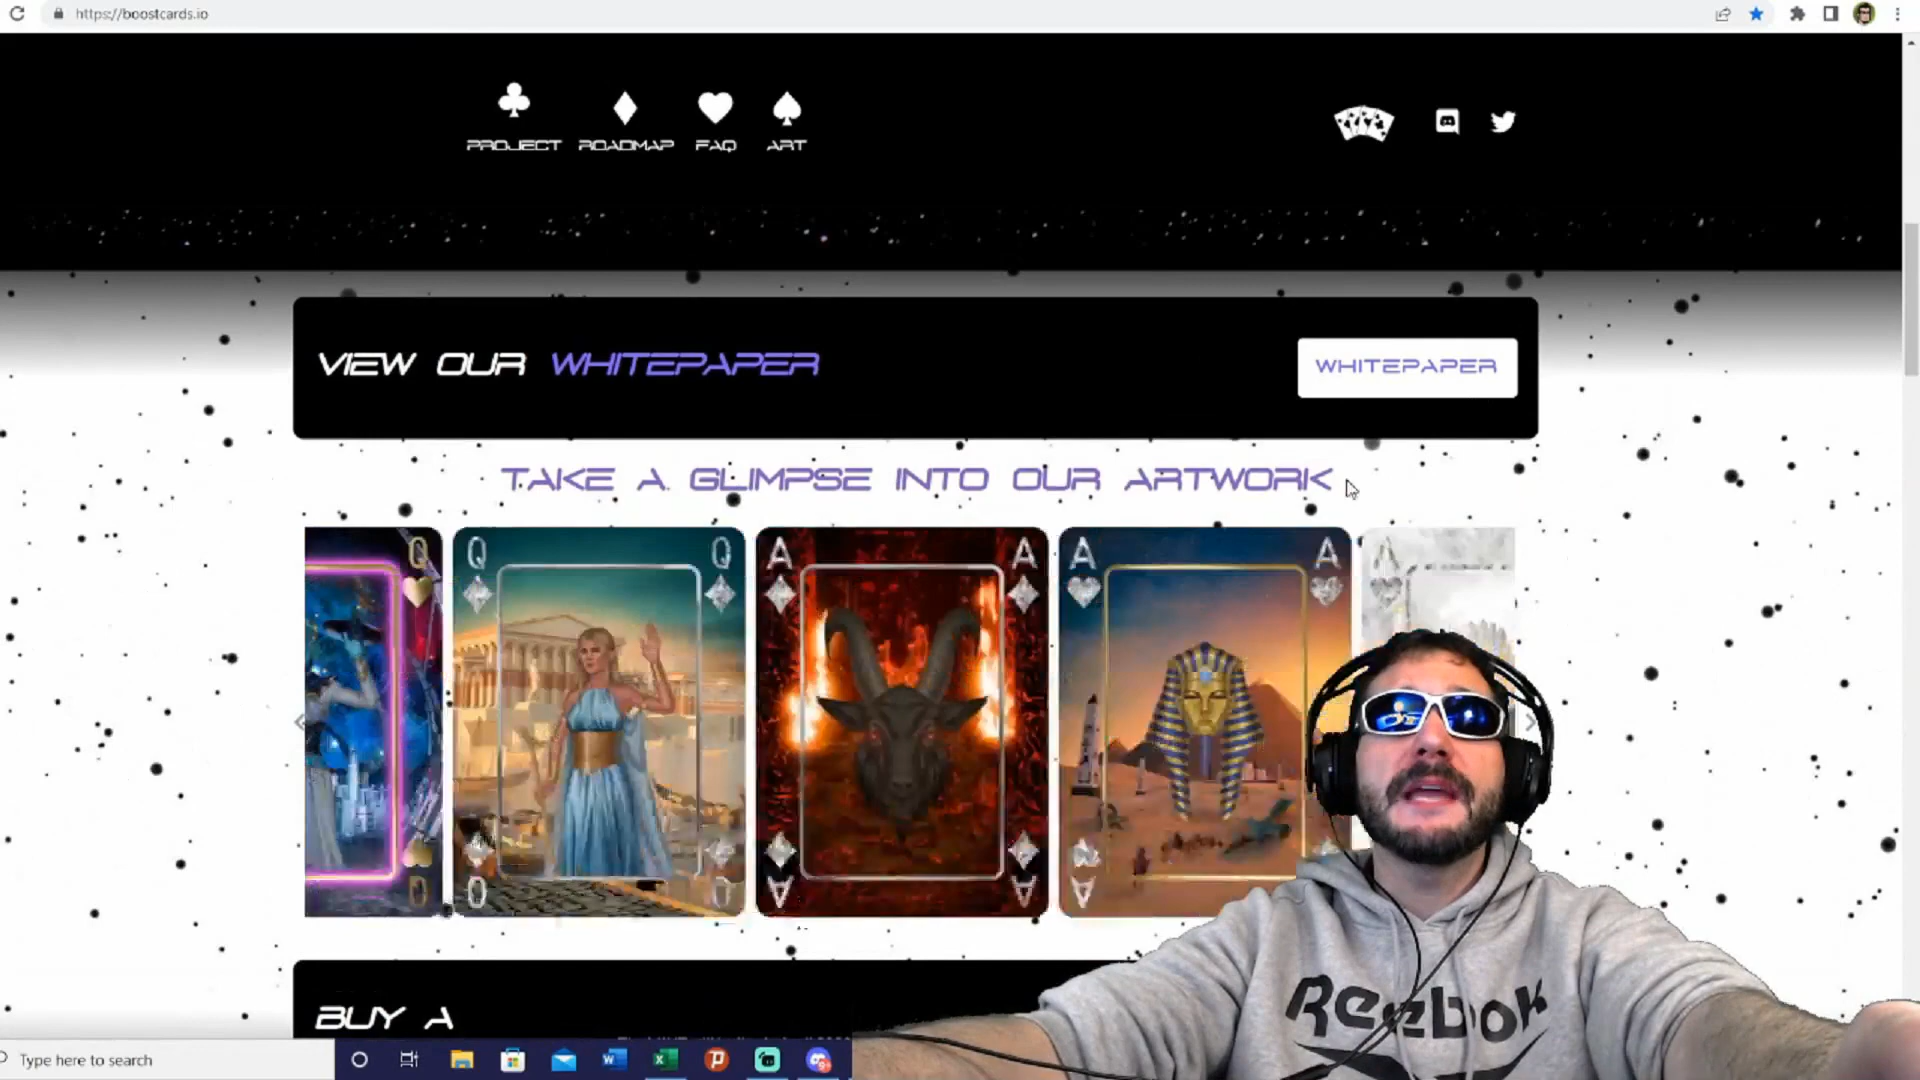 https://boostcards.io
PROJECT ROADMAP FAQ ART
VIEW OUR WHITEPAPER
WHITEPAPER
TAKE A GLIMPSE INTO OUR ARTWORK
Q Q Q A A A A
Q Q Q A A A
BUY A
Reebok
Type here to search